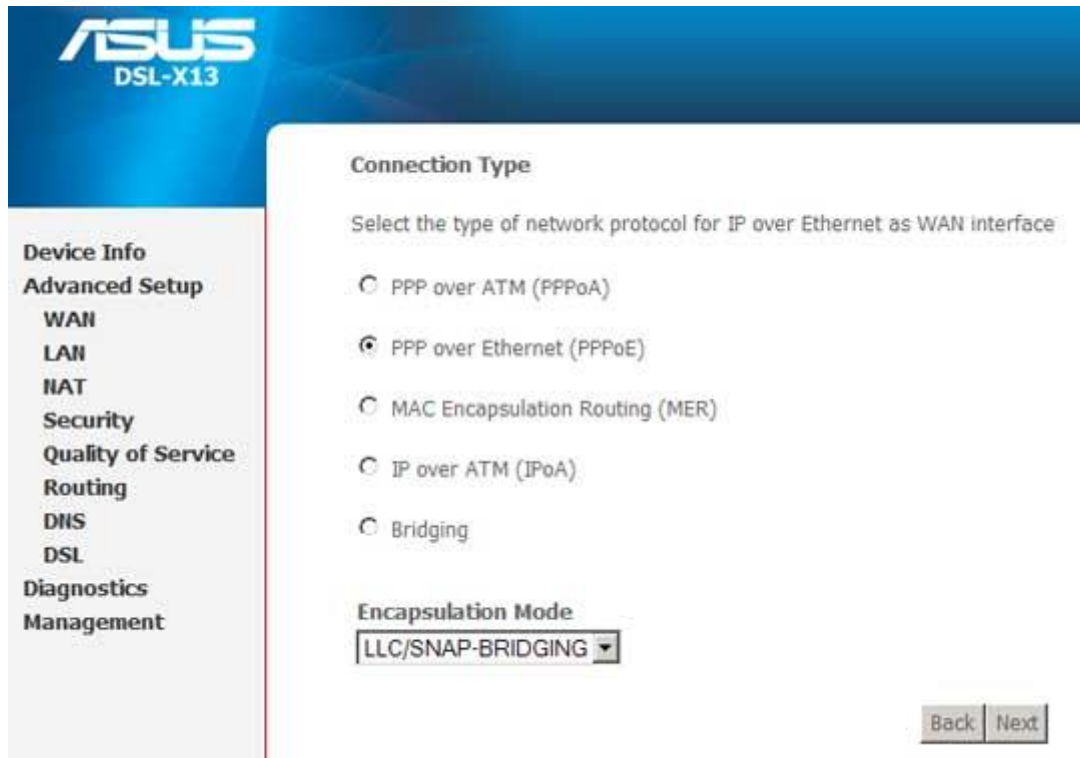 ASUS
DSL-X13
Device Info
Advanced Setup
WAN
LAN
NAT
Security
Quality of Service
Routing
DNS
DSL
Diagnostics
Management
Connection Type
Select the type of network protocol for IP over Ethernet as WAN interface
PPP over ATM (PPPoA)
PPP over Ethernet (PPPoE)
MAC Encapsulation Routing (MER)
IP over ATM (IPoA)
Bridging
Encapsulation Mode
LLC/SNAP-BRIDGING
Back Next